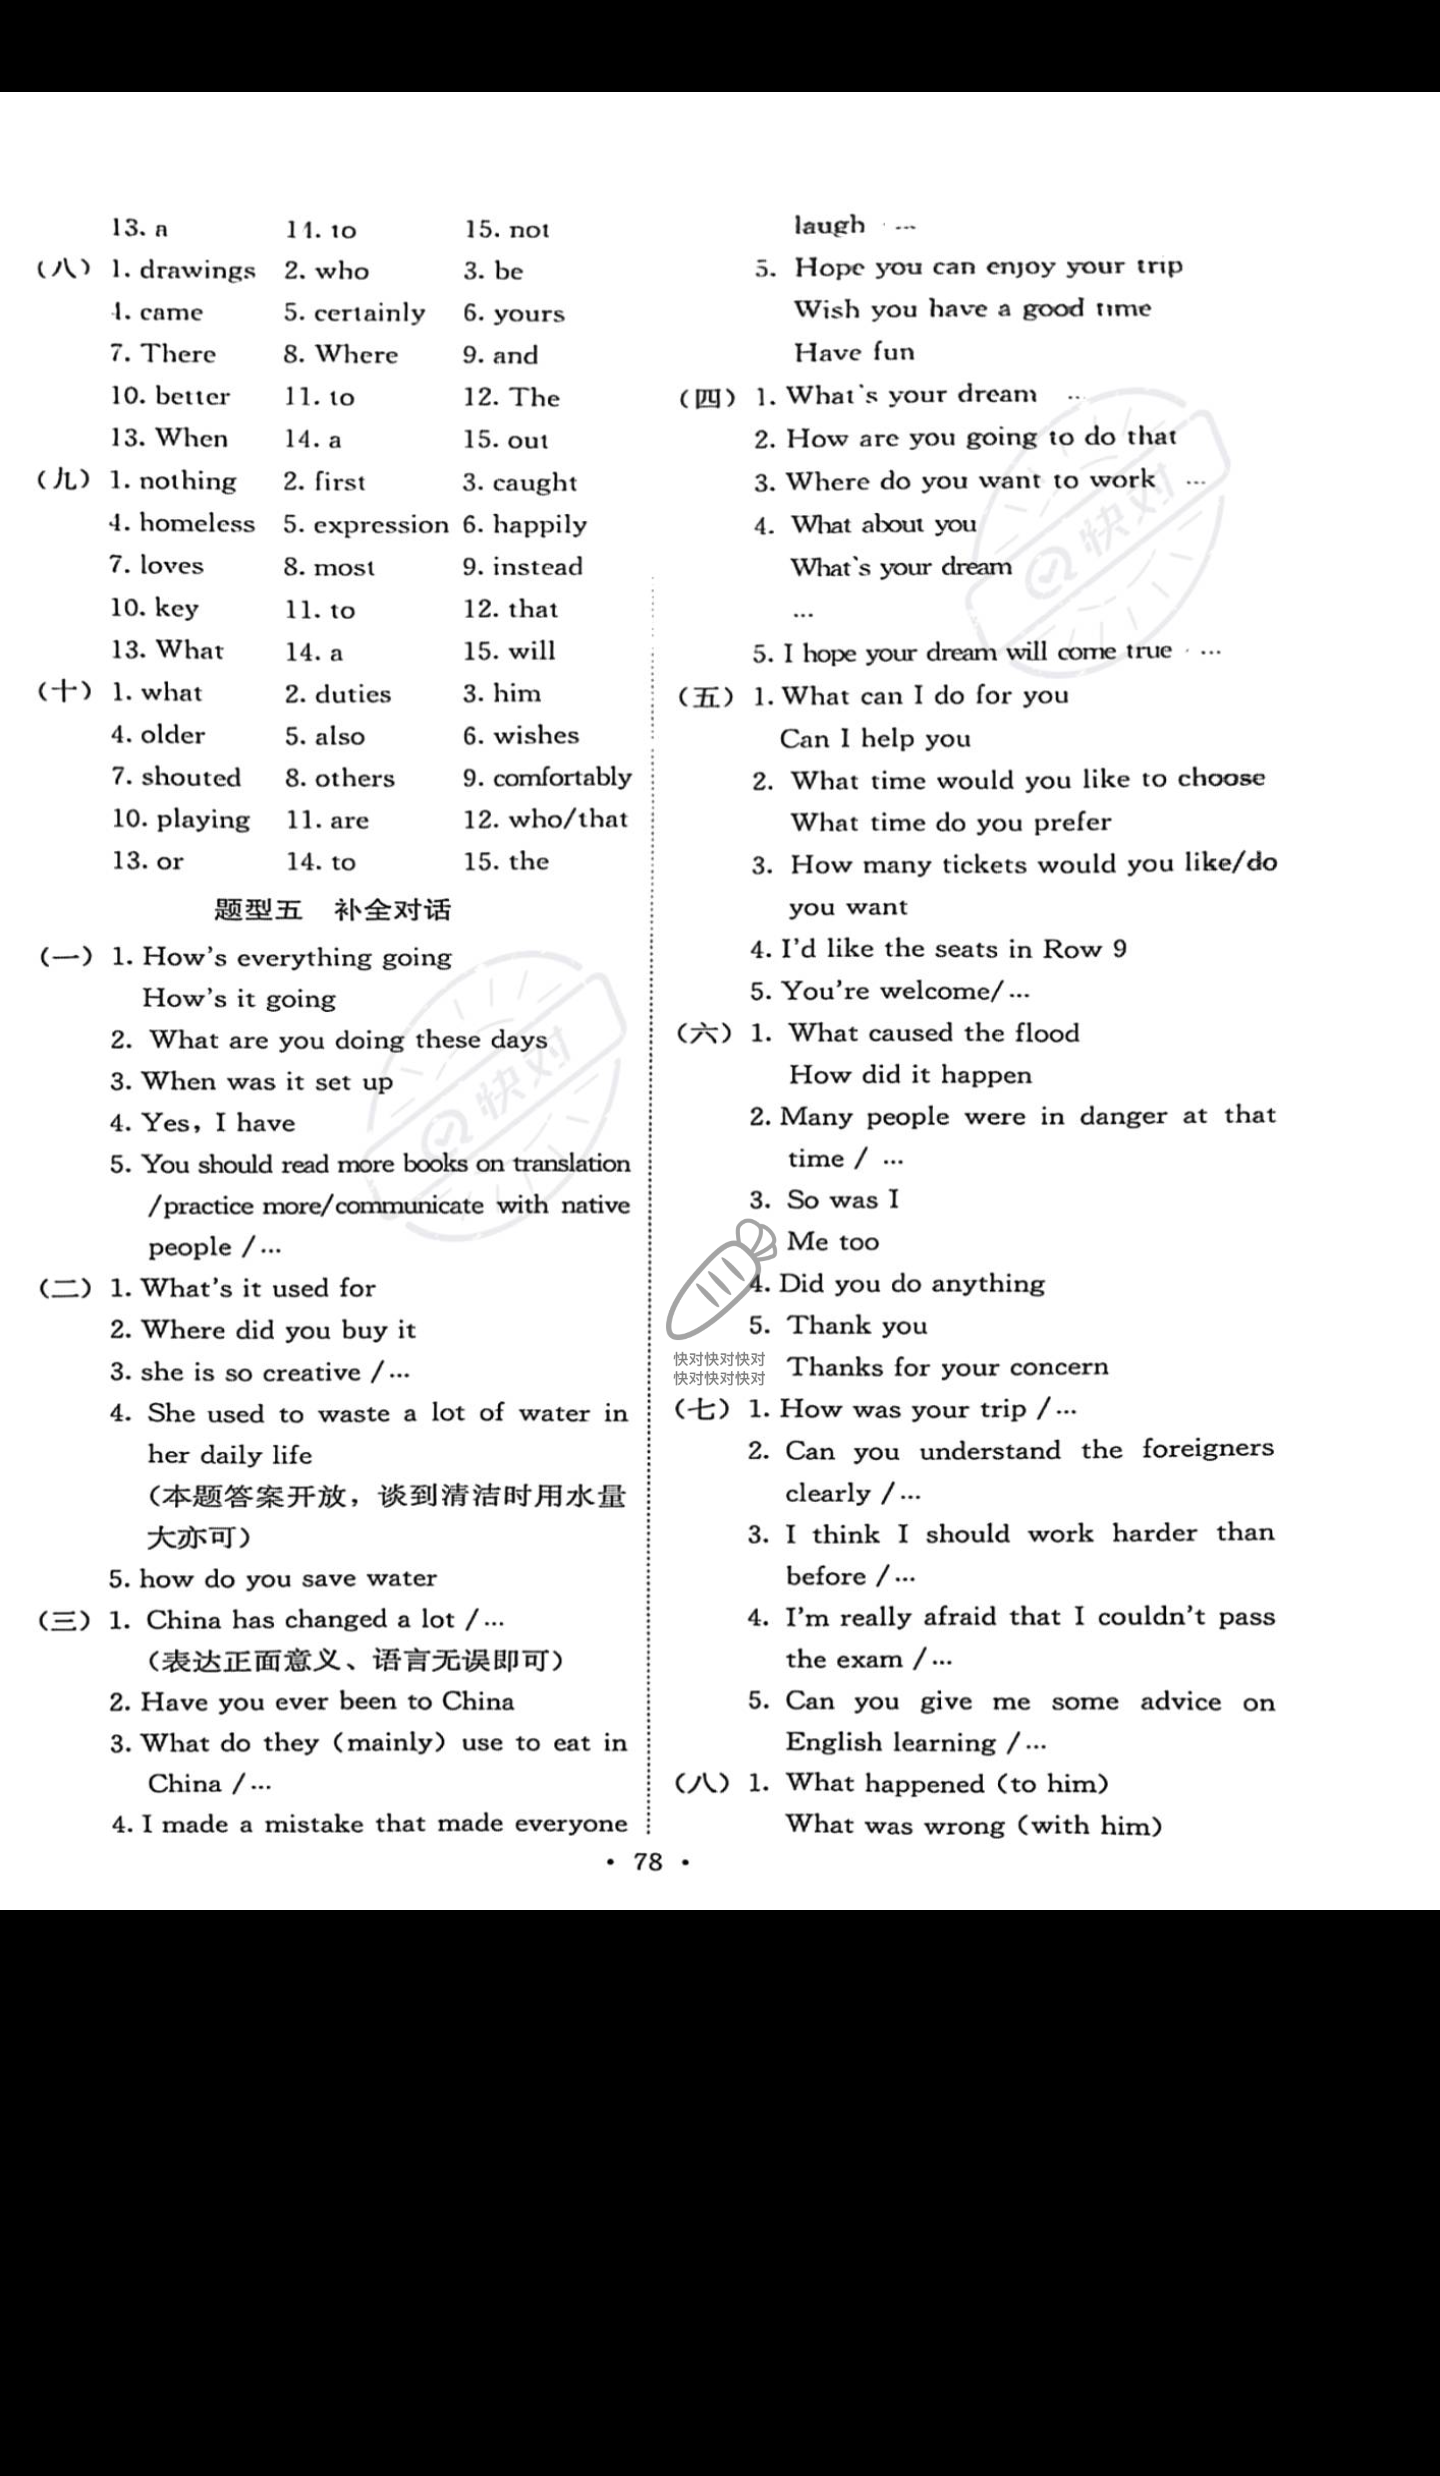 13. a 14. to 15. not
(八) 1. drawings 2. who 3. be
4. came 5. certainly 6. yours
7. There 8. Where 9. and
10. better 11. to 12. The
13. When 14. a 15. out
(九) 1. nothing 2. first 3. caught
4. homeless 5. expression 6. happily
7. loves 8. most 9. instead
10. key 11. to 12. that
13. What 14. a 15. will
(十) 1. what 2. duties 3. him
4. older 5. also 6. wishes
7. shouted 8. others 9. comfortably
10. playing 11. are 12. who/that
13. or 14. to 15. the
题型五 补全对话
(一) 1. How's everything going
How's it going
2. What are you doing these days
3. When was it set up
4. Yes, I have
5. You should read more books on translation
/practice more/communicate with native
people /…
(二) 1. What's it used for
2. Where did you buy it
3. she is so creative /…
4. She used to waste a lot of water in
her daily life
(本题答案开放，谈到清洁时用水量
大亦可)
5. how do you save water
(三) 1. China has changed a lot /…
(表达正面意义、语言无误即可)
2. Have you ever been to China
3. What do they (mainly) use to eat in
China /…
4. I made a mistake that made everyone
laugh …
5. Hope you can enjoy your trip
Wish you have a good time
Have fun
(四) 1. What's your dream …
2. How are you going to do that
3. Where do you want to work …
4. What about you
What's your dream
…
5. I hope your dream will come true …
(五) 1. What can I do for you
Can I help you
2. What time would you like to choose
What time do you prefer
3. How many tickets would you like/do
you want
4. I'd like the seats in Row 9
5. You're welcome/…
(六) 1. What caused the flood
How did it happen
2. Many people were in danger at that
time / …
3. So was I
Me too
4. Did you do anything
5. Thank you
Thanks for your concern
(七) 1. How was your trip /…
2. Can you understand the foreigners
clearly /…
3. I think I should work harder than
before /…
4. I'm really afraid that I couldn't pass
the exam /…
5. Can you give me some advice on
English learning /…
(八) 1. What happened (to him)
What was wrong (with him)
• 78 •
快对
快对
快对快对快对
快对快对快对